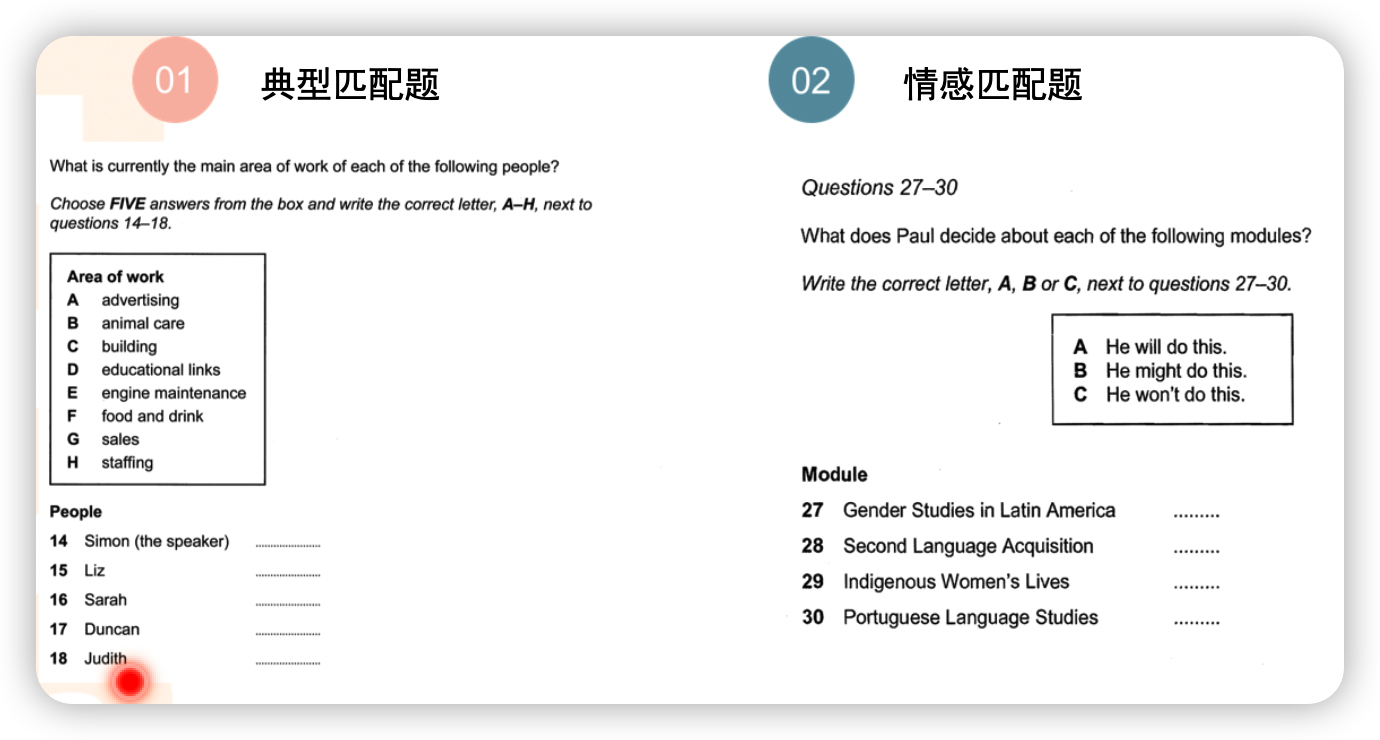 01
典型匹配题
What is currently the main area of work of each of the following people?
Choose FIVE answers from the box and write the correct letter, A–H, next to
questions 14–18.
Area of work
A advertising
B animal care
C building
D educational links
E engine maintenance
F food and drink
G sales
H staffing
People
14 Simon (the speaker) ........................
15 Liz ........................
16 Sarah ........................
17 Duncan ........................
18 Judith ........................
02
情感匹配题
Questions 27–30
What does Paul decide about each of the following modules?
Write the correct letter, A, B or C, next to questions 27–30.
A He will do this.
B He might do this.
C He won't do this.
Module
27 Gender Studies in Latin America .........
28 Second Language Acquisition .........
29 Indigenous Women's Lives .........
30 Portuguese Language Studies .........